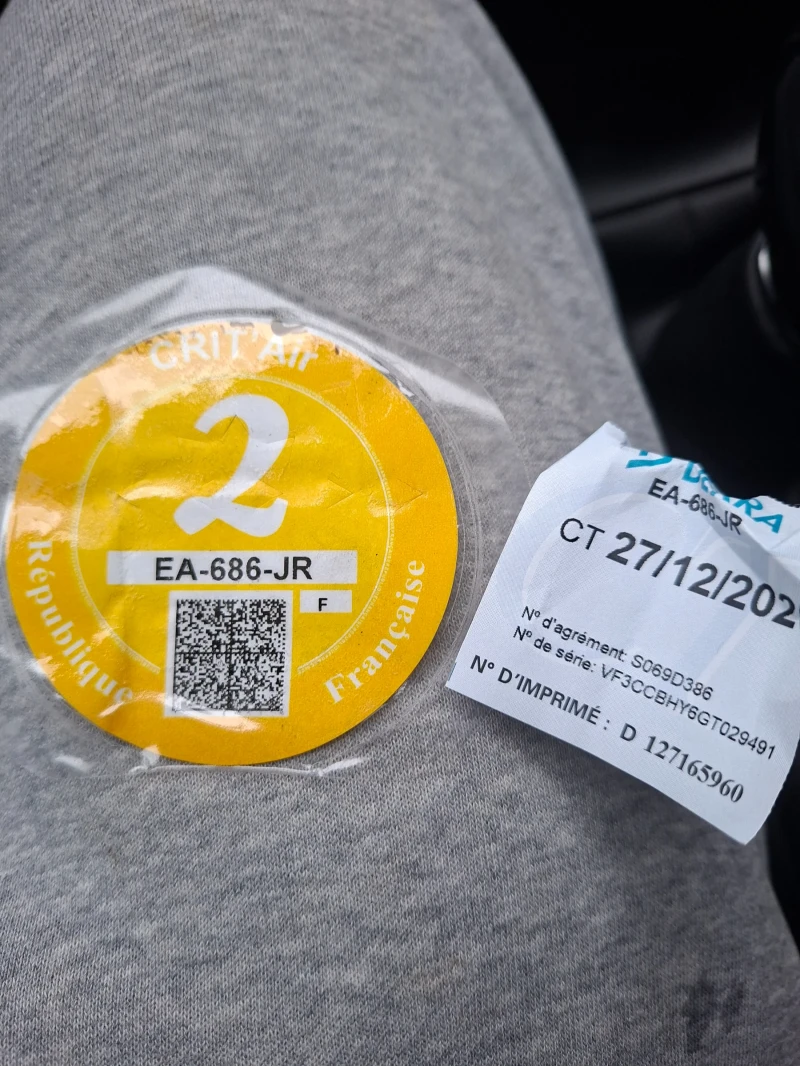 CRIT'Air
2
EA-686-JR
F
République
Française
DEKRA
EA-686-JR
CT 27/12/202
N° d'agrément: S069D386
N° de série: VF3CCBHY6GT029491
N° D'IMPRIMÉ : D 127165960